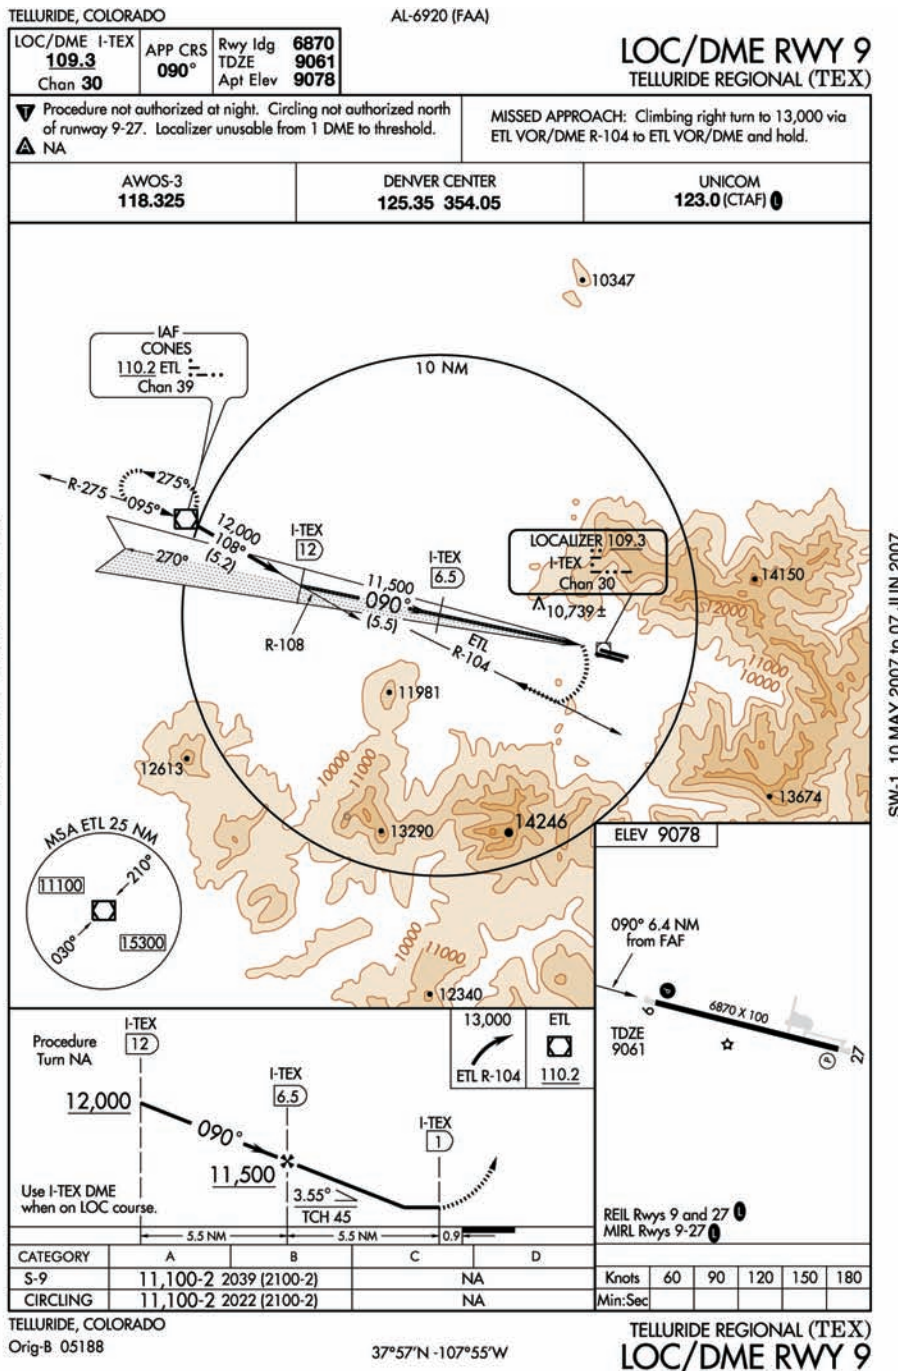 TELLURIDE, COLORADO
AL-6920 (FAA)
LOC/DME I-TEX
109.3
Chan 30
APP CRS
090°
Rwy ldg 6870
TDZE 9061
Apt Elev 9078
LOC/DME RWY 9
TELLURIDE REGIONAL (TEX)
T Procedure not authorized at night. Circling not authorized north
of runway 9-27. Localizer unusable from 1 DME to threshold.
A NA
MISSED APPROACH: Climbing right turn to 13,000 via
ETL VOR/DME R-104 to ETL VOR/DME and hold.
AWOS-3
118.325
DENVER CENTER
125.35 354.05
UNICOM
123.0 (CTAF) L
10347
IAF
CONES
110.2 ETL
Chan 39
10 NM
R-275
275°
095°
12,000
108°
(5.2)
270°
I-TEX
12
I-TEX
6.5
11,500
090°
(5.5)
R-108
ETL
R-104
LOCALIZER 109.3
I-TEX
Chan 30
10,739±
14150
12000
11000
10000
11981
12613
10000
11000
13290
14246
13674
10000
11000
12340
MSA ETL 25 NM
11100
210°
030°
15300
SW-1, 10 MAY 2007 to 07 JUN 2007
ELEV 9078
090° 6.4 NM
from FAF
P
9
6870 X 100
27
TDZE
9061
P
REIL Rwys 9 and 27 L
MIRL Rwys 9-27 L
Procedure
Turn NA
I-TEX
12
12,000
090°
I-TEX
6.5
11,500
I-TEX
1
3.55°
TCH 45
Use I-TEX DME
when on LOC course.
5.5 NM
5.5 NM
0.9
13,000
ETL R-104
ETL
110.2
CATEGORY A B C D
S-9 11,100-2 2039 (2100-2) NA
CIRCLING 11,100-2 2022 (2100-2) NA
Knots 60 90 120 150 180
Min:Sec
TELLURIDE, COLORADO
Orig-B 05188
37°57'N -107°55'W
TELLURIDE REGIONAL (TEX)
LOC/DME RWY 9